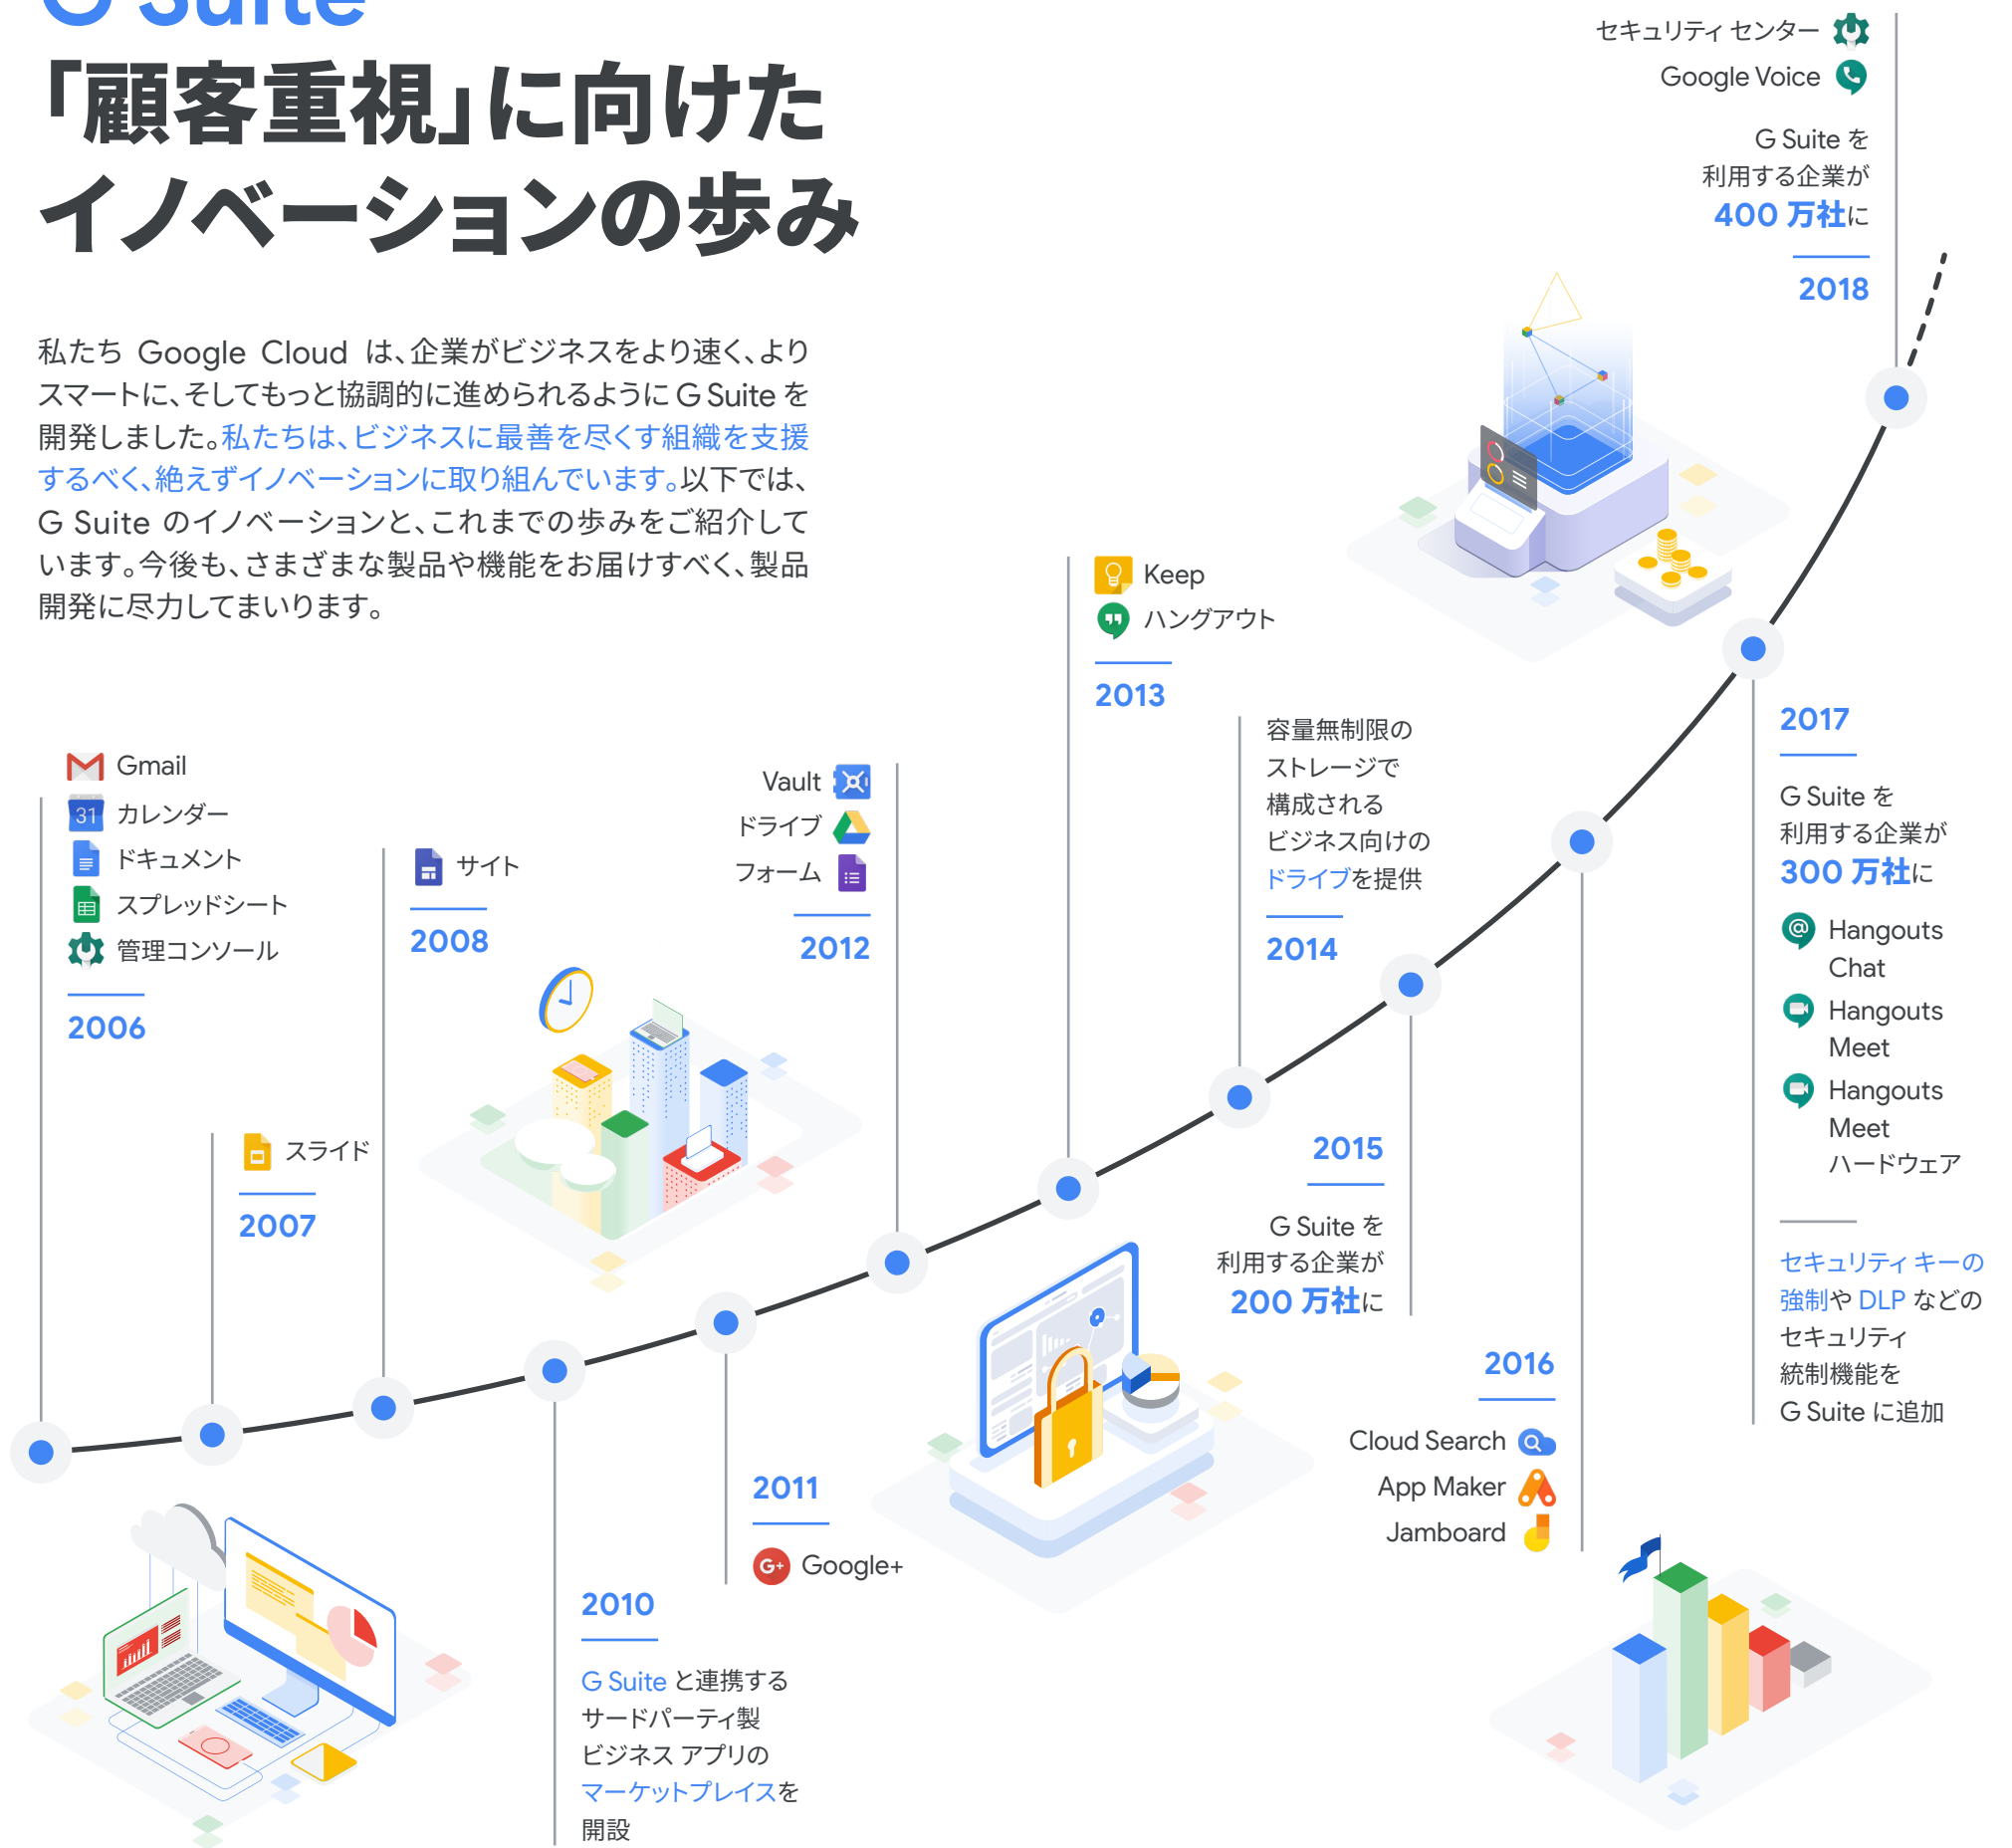 G Suite
「顧客重視」に向けた
イノベーションの歩み
私たち Google Cloud は、企業がビジネスをより速く、より
スマートに、そしてもっと協調的に進められるように G Suite を
開発しました。私たちは、ビジネスに最善を尽くす組織を支援
するべく、絶えずイノベーションに取り組んでいます。以下では、
G Suite のイノベーションと、これまでの歩みをご紹介して
います。今後も、さまざまな製品や機能をお届けすべく、製品
開発に尽力してまいります。
Gmail
31
カレンダー
ドキュメント
スプレッドシート
管理コンソール
2006
スライド
2007
サイト
2008
2010
G Suite と連携する
サードパーティ製
ビジネス アプリの
マーケットプレイスを
開設
2011
G+ Google+
Vault
ドライブ
フォーム
2012
Keep
ハングアウト
2013
容量無制限の
ストレージで
構成される
ビジネス向けの
ドライブを提供
2014
2015
G Suite を
利用する企業が
200 万社に
2016
Cloud Search
App Maker
Jamboard
2017
G Suite を
利用する企業が
300 万社に
@ Hangouts
Chat
Hangouts
Meet
Hangouts
Meet
ハードウェア
セキュリティ キーの
強制や DLP などの
セキュリティ
統制機能を
G Suite に追加
セキュリティ センター
Google Voice
G Suite を
利用する企業が
400 万社に
2018